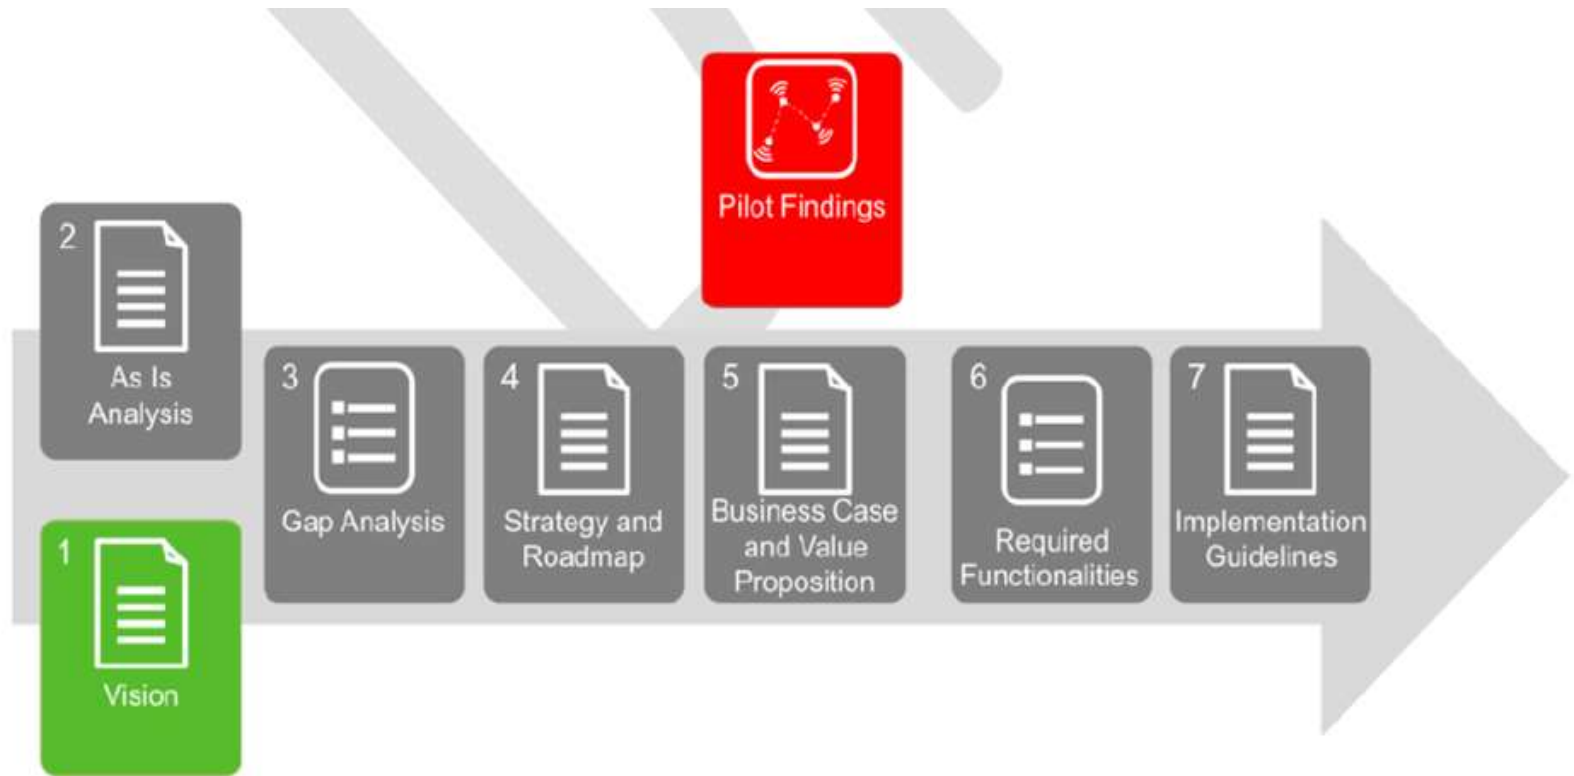 Pilot Findings
2
As Is
Analysis
1
Vision
3
Gap Analysis
4
Strategy and
Roadmap
5
Business Case
and Value
Proposition
6
Required
Functionalities
7
Implementation
Guidelines